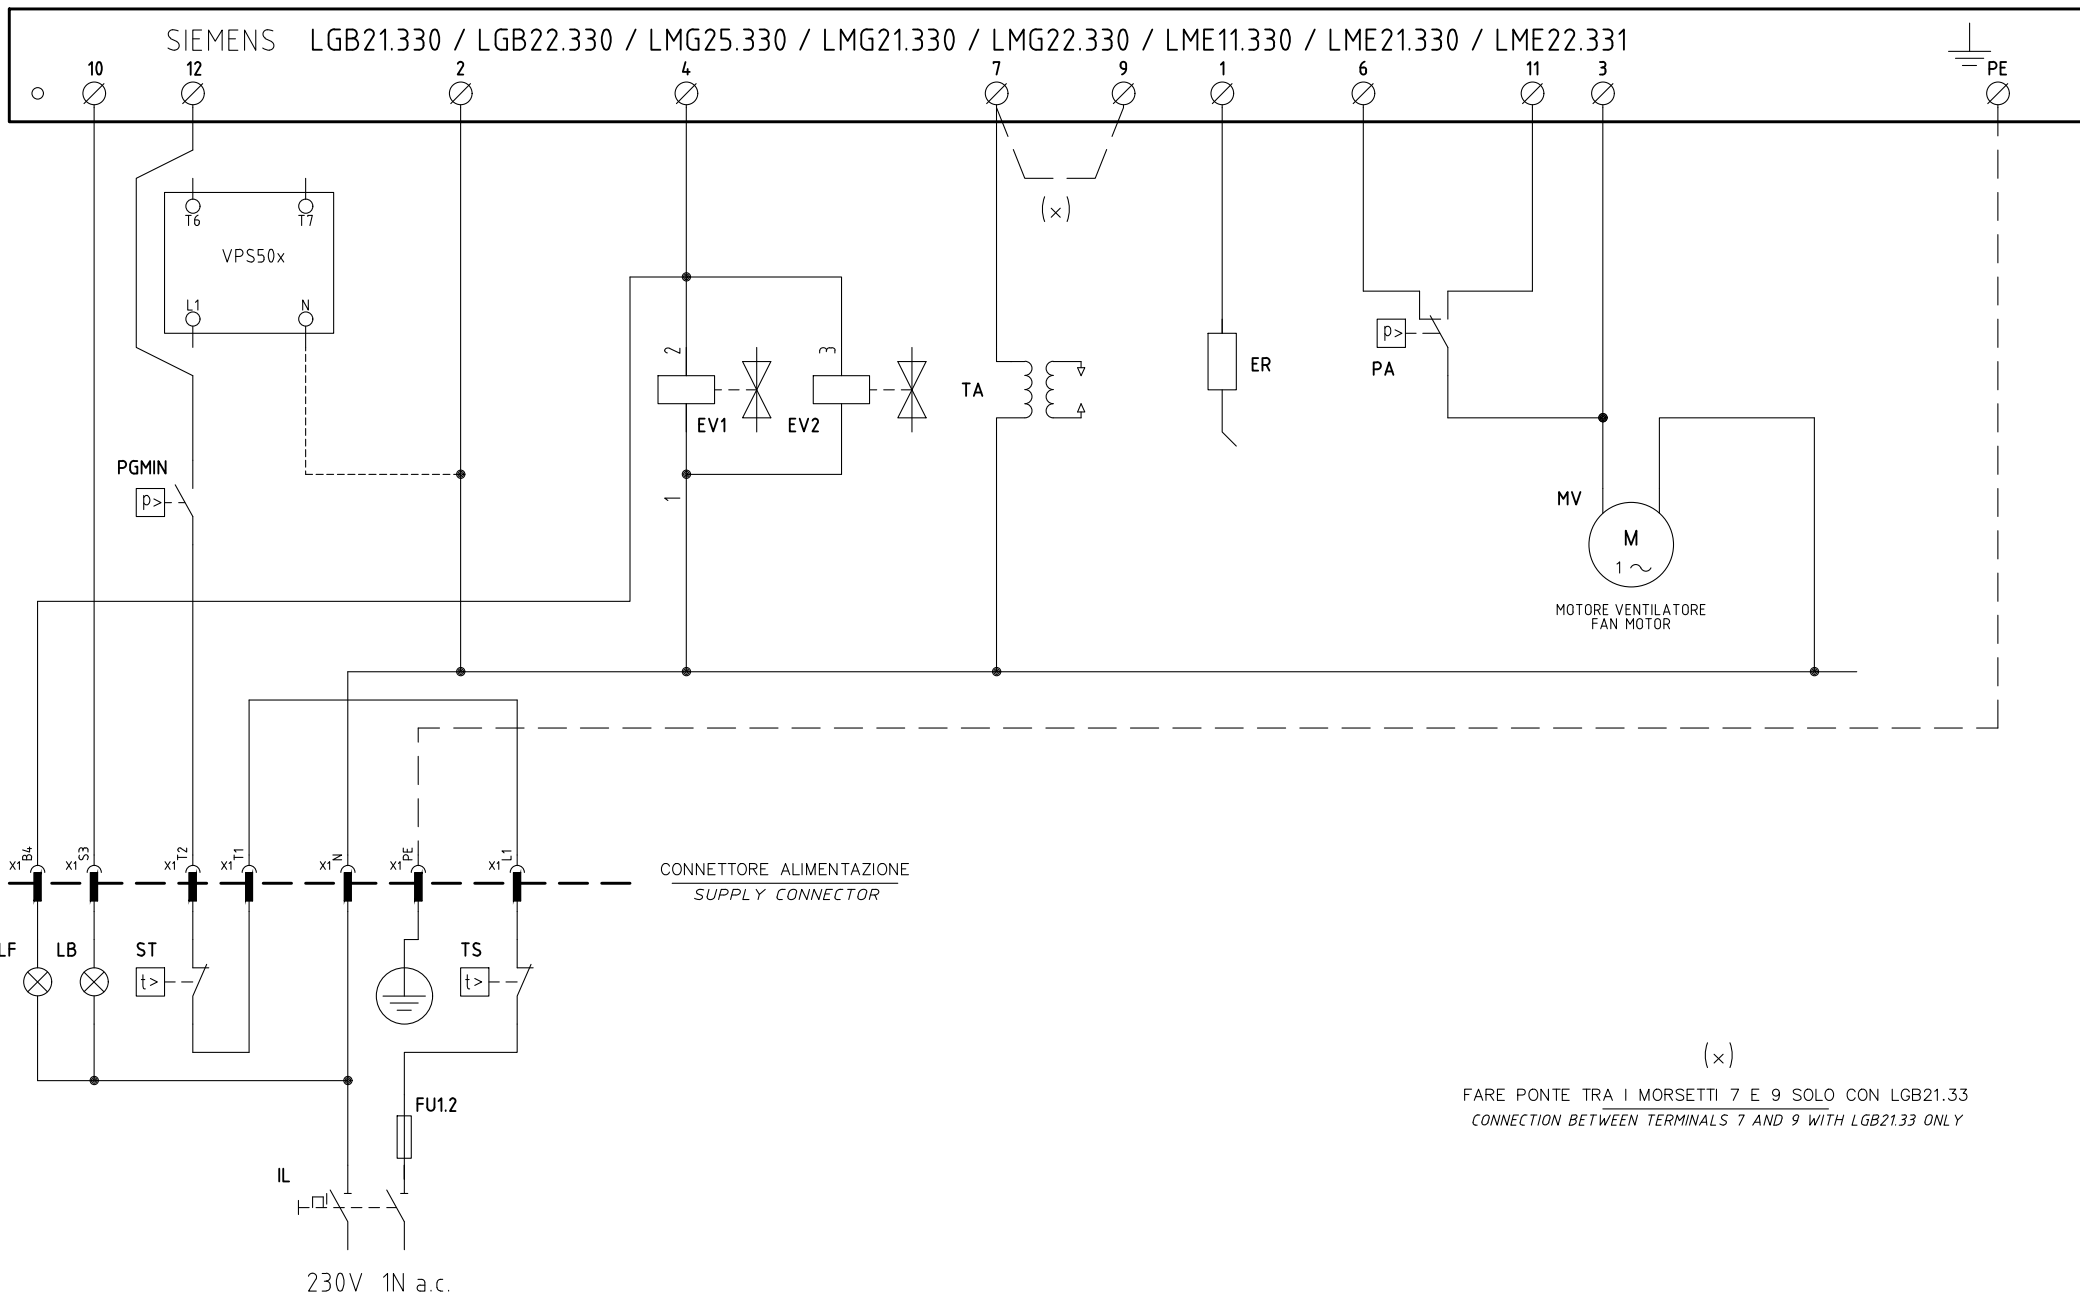 SIEMENS LGB21.330 / LGB22.330 / LMG25.330 / LMG21.330 / LMG22.330 / LME11.330 / LME21.330 / LME22.331
10 12 2 4 7 9 1 6 11 3 PE
T6 T7
(x)
VPS50x
L1 N
2 3
p>
ER
PA
TA
EV1 EV2
PGMIN
p>
1
MV
M
1 ~
MOTORE VENTILATORE
FAN MOTOR
X1 B4 X1 S3 X1 T2 X1 T1 X1 N X1 PE X1 L1
CONNETTORE ALIMENTAZIONE
SUPPLY CONNECTOR
LF LB ST TS
t> t>
(x)
FARE PONTE TRA I MORSETTI 7 E 9 SOLO CON LGB21.33
CONNECTION BETWEEN TERMINALS 7 AND 9 WITH LGB21.33 ONLY
FU1.2
IL
230V 1N a.c.